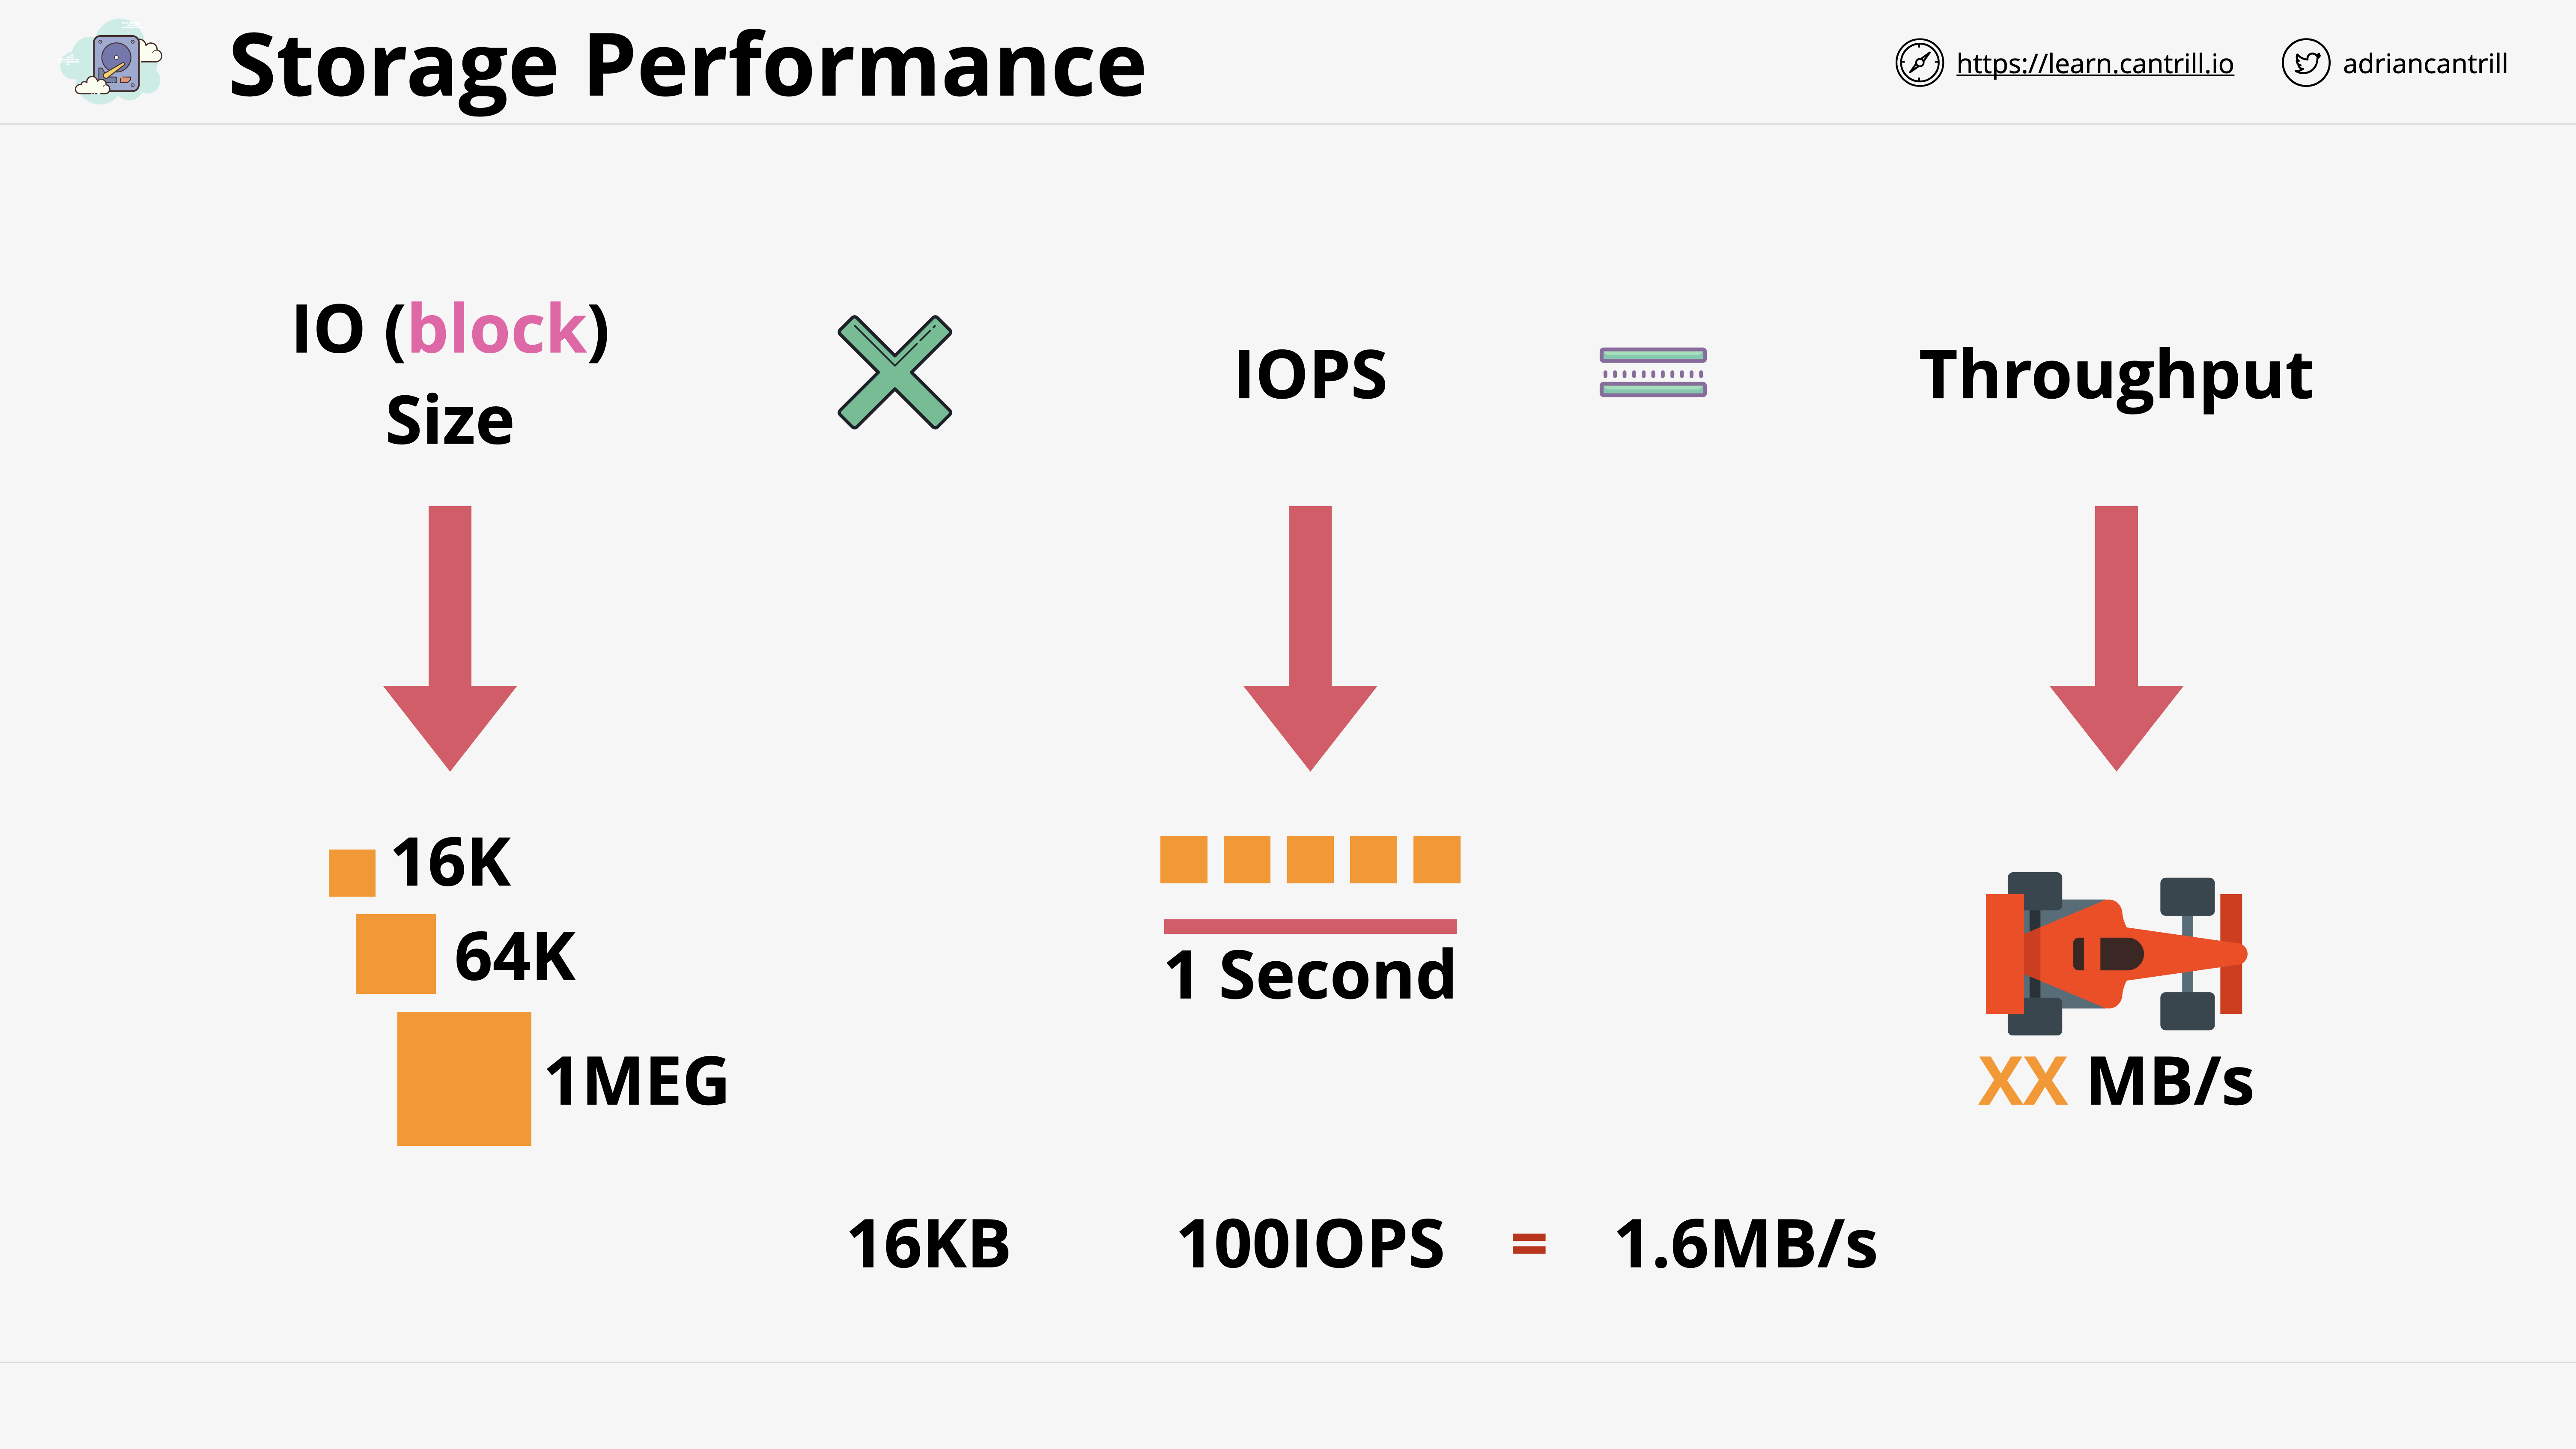 Storage Performance
https://learn.cantrill.io
adriancantrill
IO (block)
Size
IOPS
Throughput
16K
64K
1MEG
1 Second
XX MB/s
16KB 100IOPS = 1.6MB/s